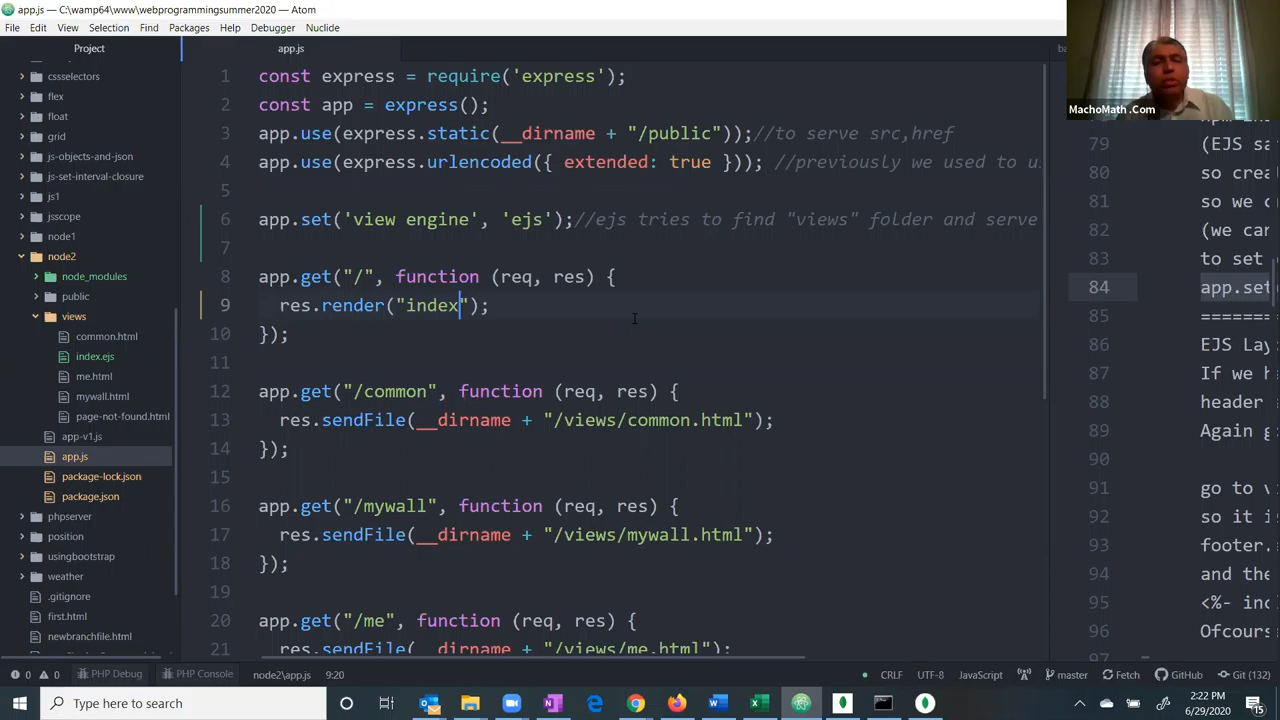 app.js — C:\wamp64\www\webprogrammingsummer2020 — Atom
File Edit View Selection Find Packages Help Debugger Nuclide
Project
cssselectors
flex
float
grid
js-objects-and-json
js-set-interval-closure
js1
jsscope
node1
node2
node_modules
public
views
common.html
index.ejs
me.html
mywall.html
page-not-found.html
app-v1.js
app.js
package-lock.json
package.json
phpserver
position
usingbootstrap
weather
.gitignore
first.html
newbranchfile.html
app.js
1 const express = require('express');
2 const app = express();
3 app.use(express.static(__dirname + "/public"));//to serve src,href
4 app.use(express.urlencoded({ extended: true })); //previously we used to u
5
6 app.set('view engine', 'ejs');//ejs tries to find "views" folder and serve
7
8 app.get("/", function (req, res) {
9 res.render("index");
10 });
11
12 app.get("/common", function (req, res) {
13 res.sendFile(__dirname + "/views/common.html");
14 });
15
16 app.get("/mywall", function (req, res) {
17 res.sendFile(__dirname + "/views/mywall.html");
18 });
19
20 app.get("/me", function (req, res) {
21 res.sendFile(__dirname + "/views/me.html");
MachoMath .Com
79 (EJS sa
80 so crea
81 so we c
82 (we can
83 to set
84 app.set
85 =======
86 EJS Lay
87 If we h
88 header
89 Again g
90
91 go to v
92 so it i
93 footer.
94 and the
95 <%- inc
96 Ofcours
97
0 0 PHP Debug PHP Console node2\app.js 9:20
CRLF UTF-8 JavaScript master Fetch GitHub Git (132)
Type here to search
2:22 PM
6/29/2020
15